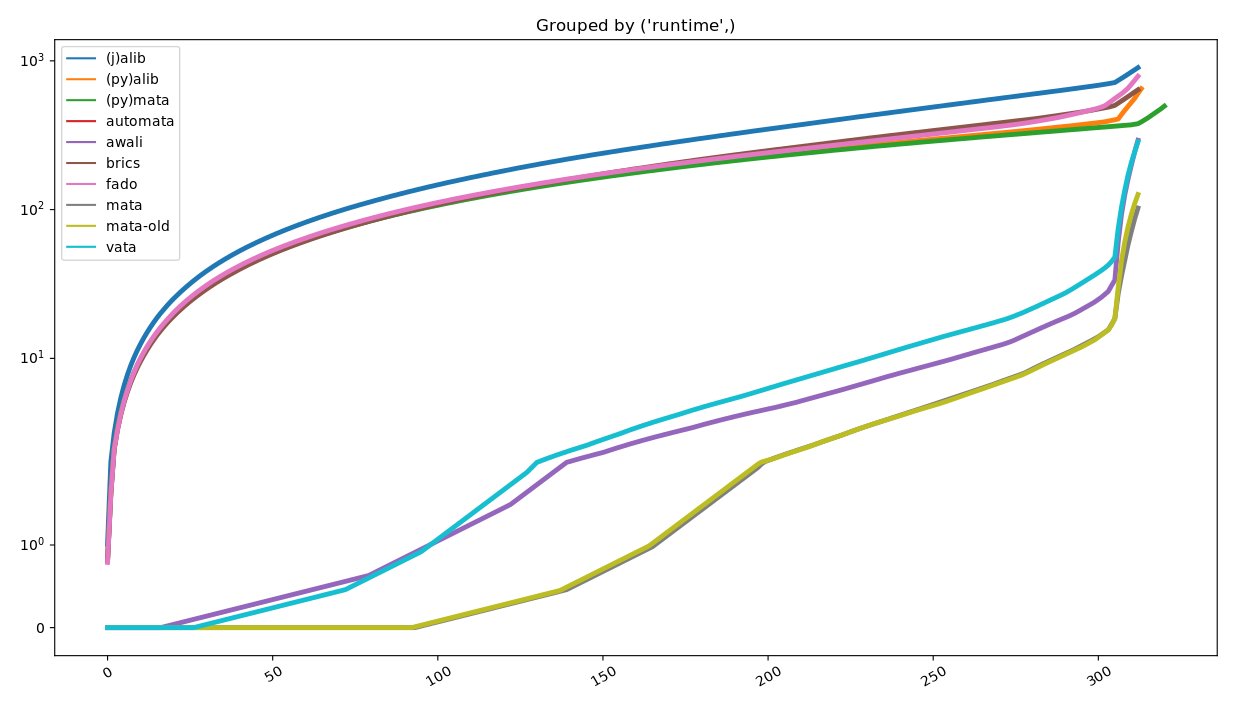 Grouped by ('runtime',)
10³
10²
10¹
10⁰
0
(j)alib
(py)alib
(py)mata
automata
awali
brics
fado
mata
mata-old
vata
0
50
100
150
200
250
300